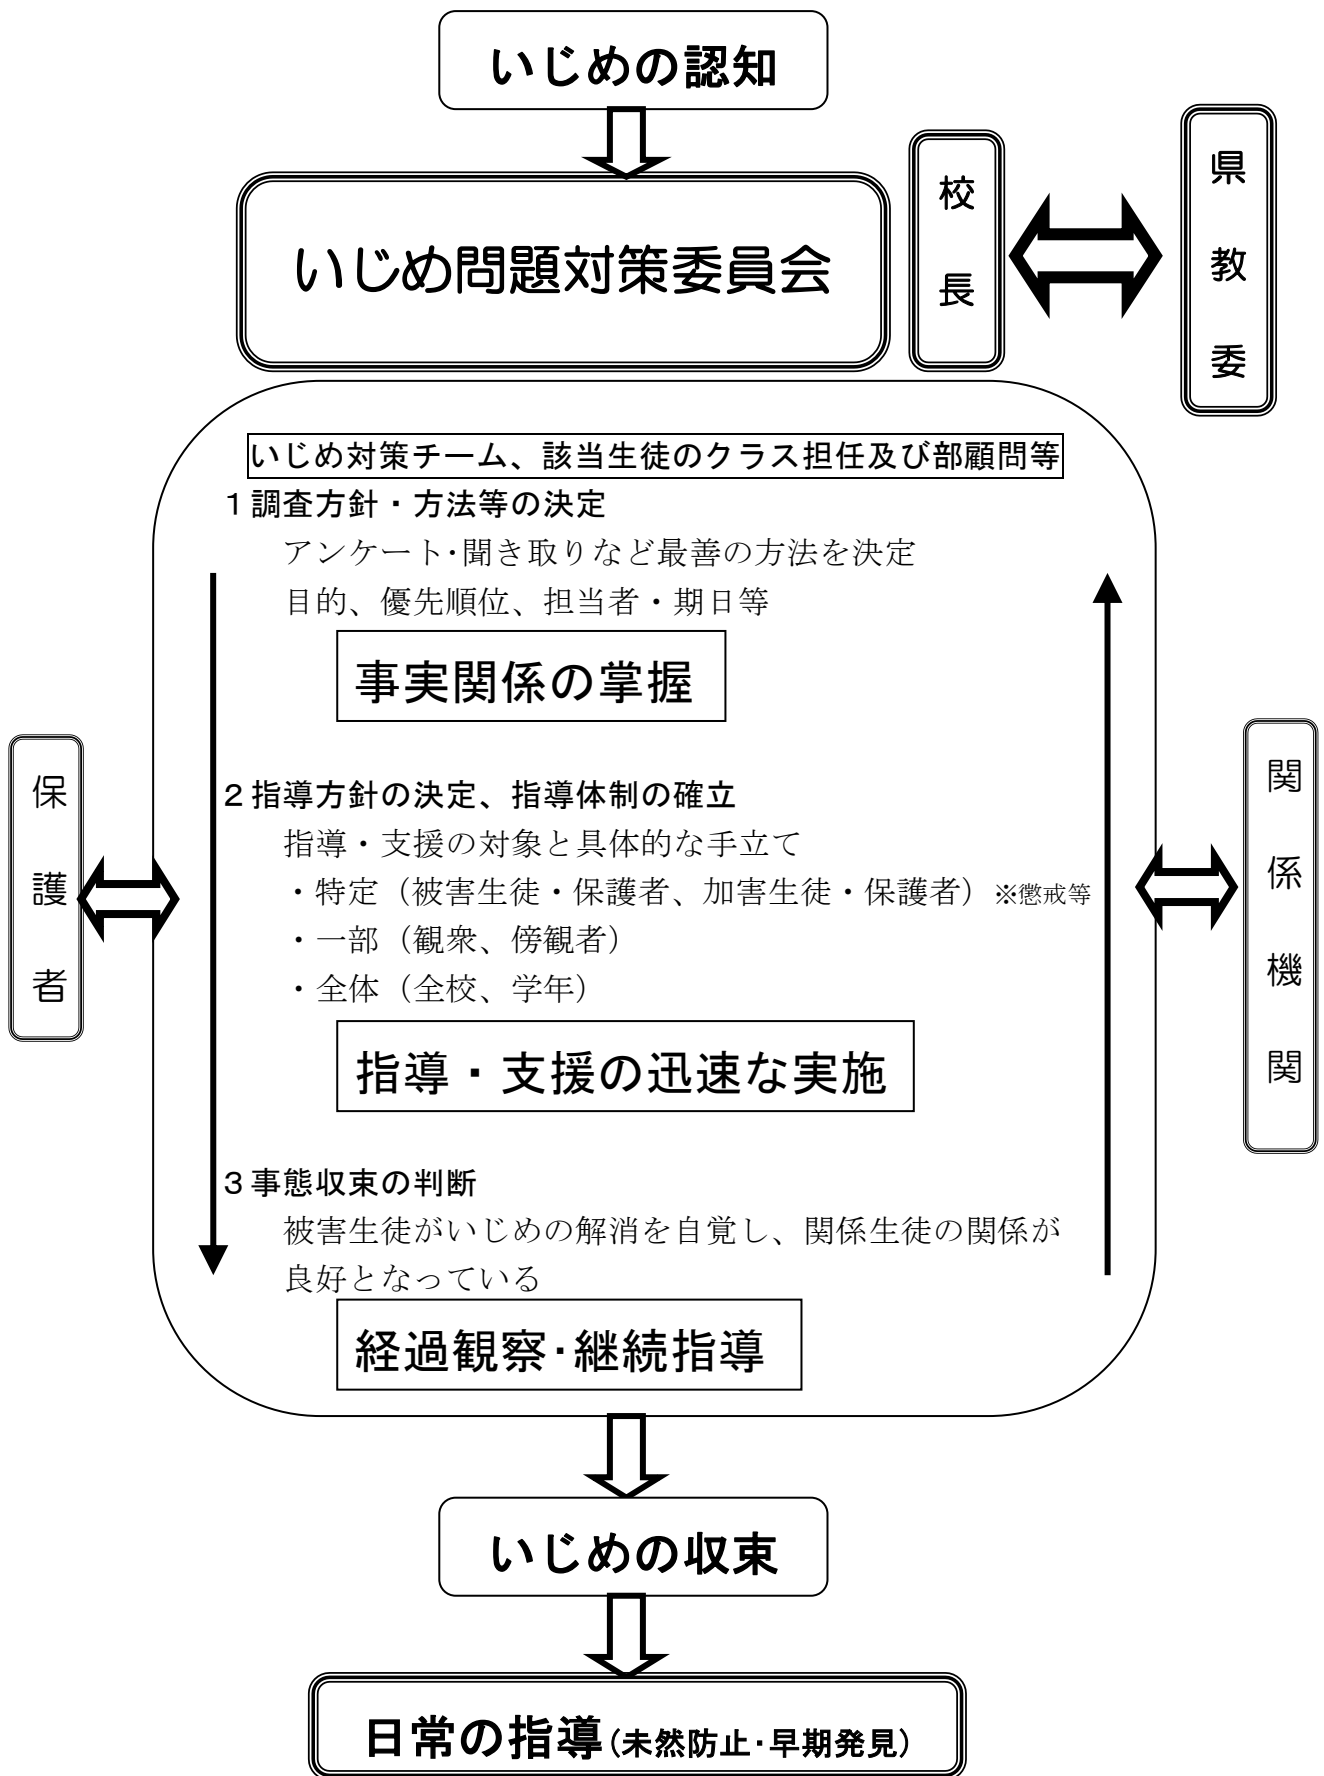 いじめの認知
いじめ問題対策委員会
校長
県教委
いじめ対策チーム、該当生徒のクラス担任及び部顧問等
1調査方針・方法等の決定
アンケート・聞き取りなど最善の方法を決定
目的、優先順位、担当者・期日等
事実関係の掌握
保護者
2指導方針の決定、指導体制の確立
指導・支援の対象と具体的な手立て
・特定（被害生徒・保護者、加害生徒・保護者）※懲戒等
・一部（観衆、傍観者）
・全体（全校、学年）
指導・支援の迅速な実施
関係機関
3事態収束の判断
被害生徒がいじめの解消を自覚し、関係生徒の関係が
良好となっている
経過観察・継続指導
いじめの収束
日常の指導（未然防止・早期発見）